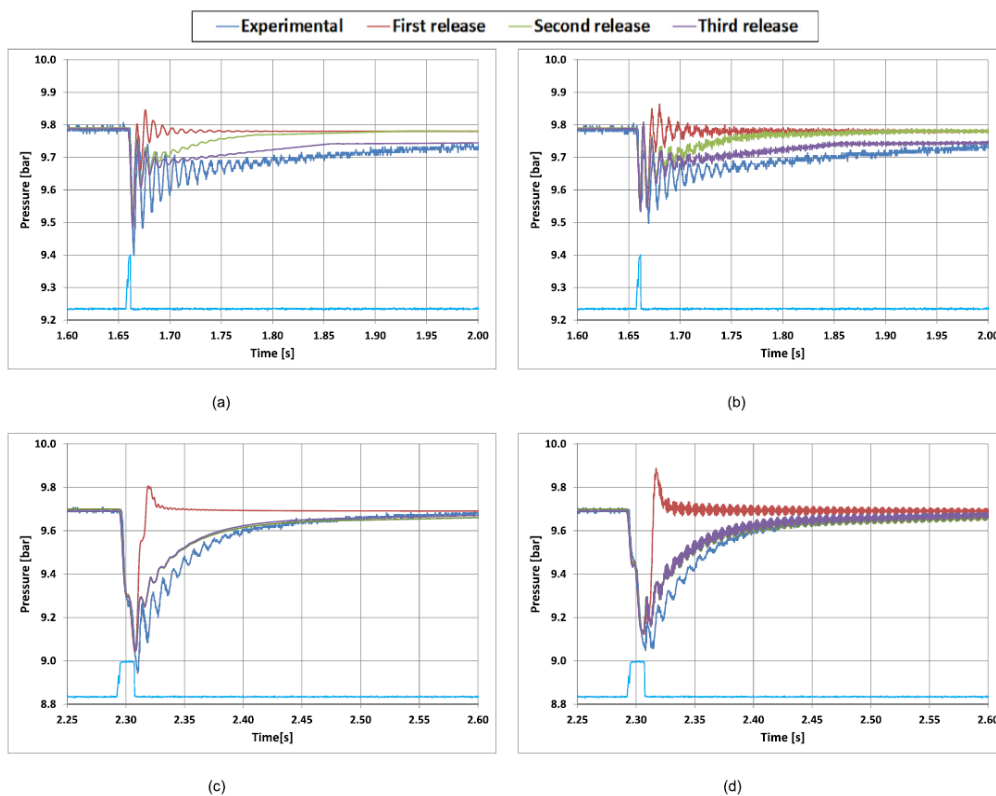 Experimental First release Second release Third release
10.0
9.9
9.8
9.7
9.6
9.5
9.4
9.3
9.2
Pressure [bar]
1.60 1.65 1.70 1.75 1.80 1.85 1.90 1.95 2.00
Time [s]
(a)
10.0
9.9
9.8
9.7
9.6
9.5
9.4
9.3
9.2
Pressure [bar]
1.60 1.65 1.70 1.75 1.80 1.85 1.90 1.95 2.00
Time [s]
(b)
10.0
9.8
9.6
9.4
9.2
9.0
8.8
Pressure [bar]
2.25 2.30 2.35 2.40 2.45 2.50 2.55 2.60
Time[s]
(c)
10.0
9.8
9.6
9.4
9.2
9.0
8.8
Pressure [bar]
2.25 2.30 2.35 2.40 2.45 2.50 2.55 2.60
Time [s]
(d)